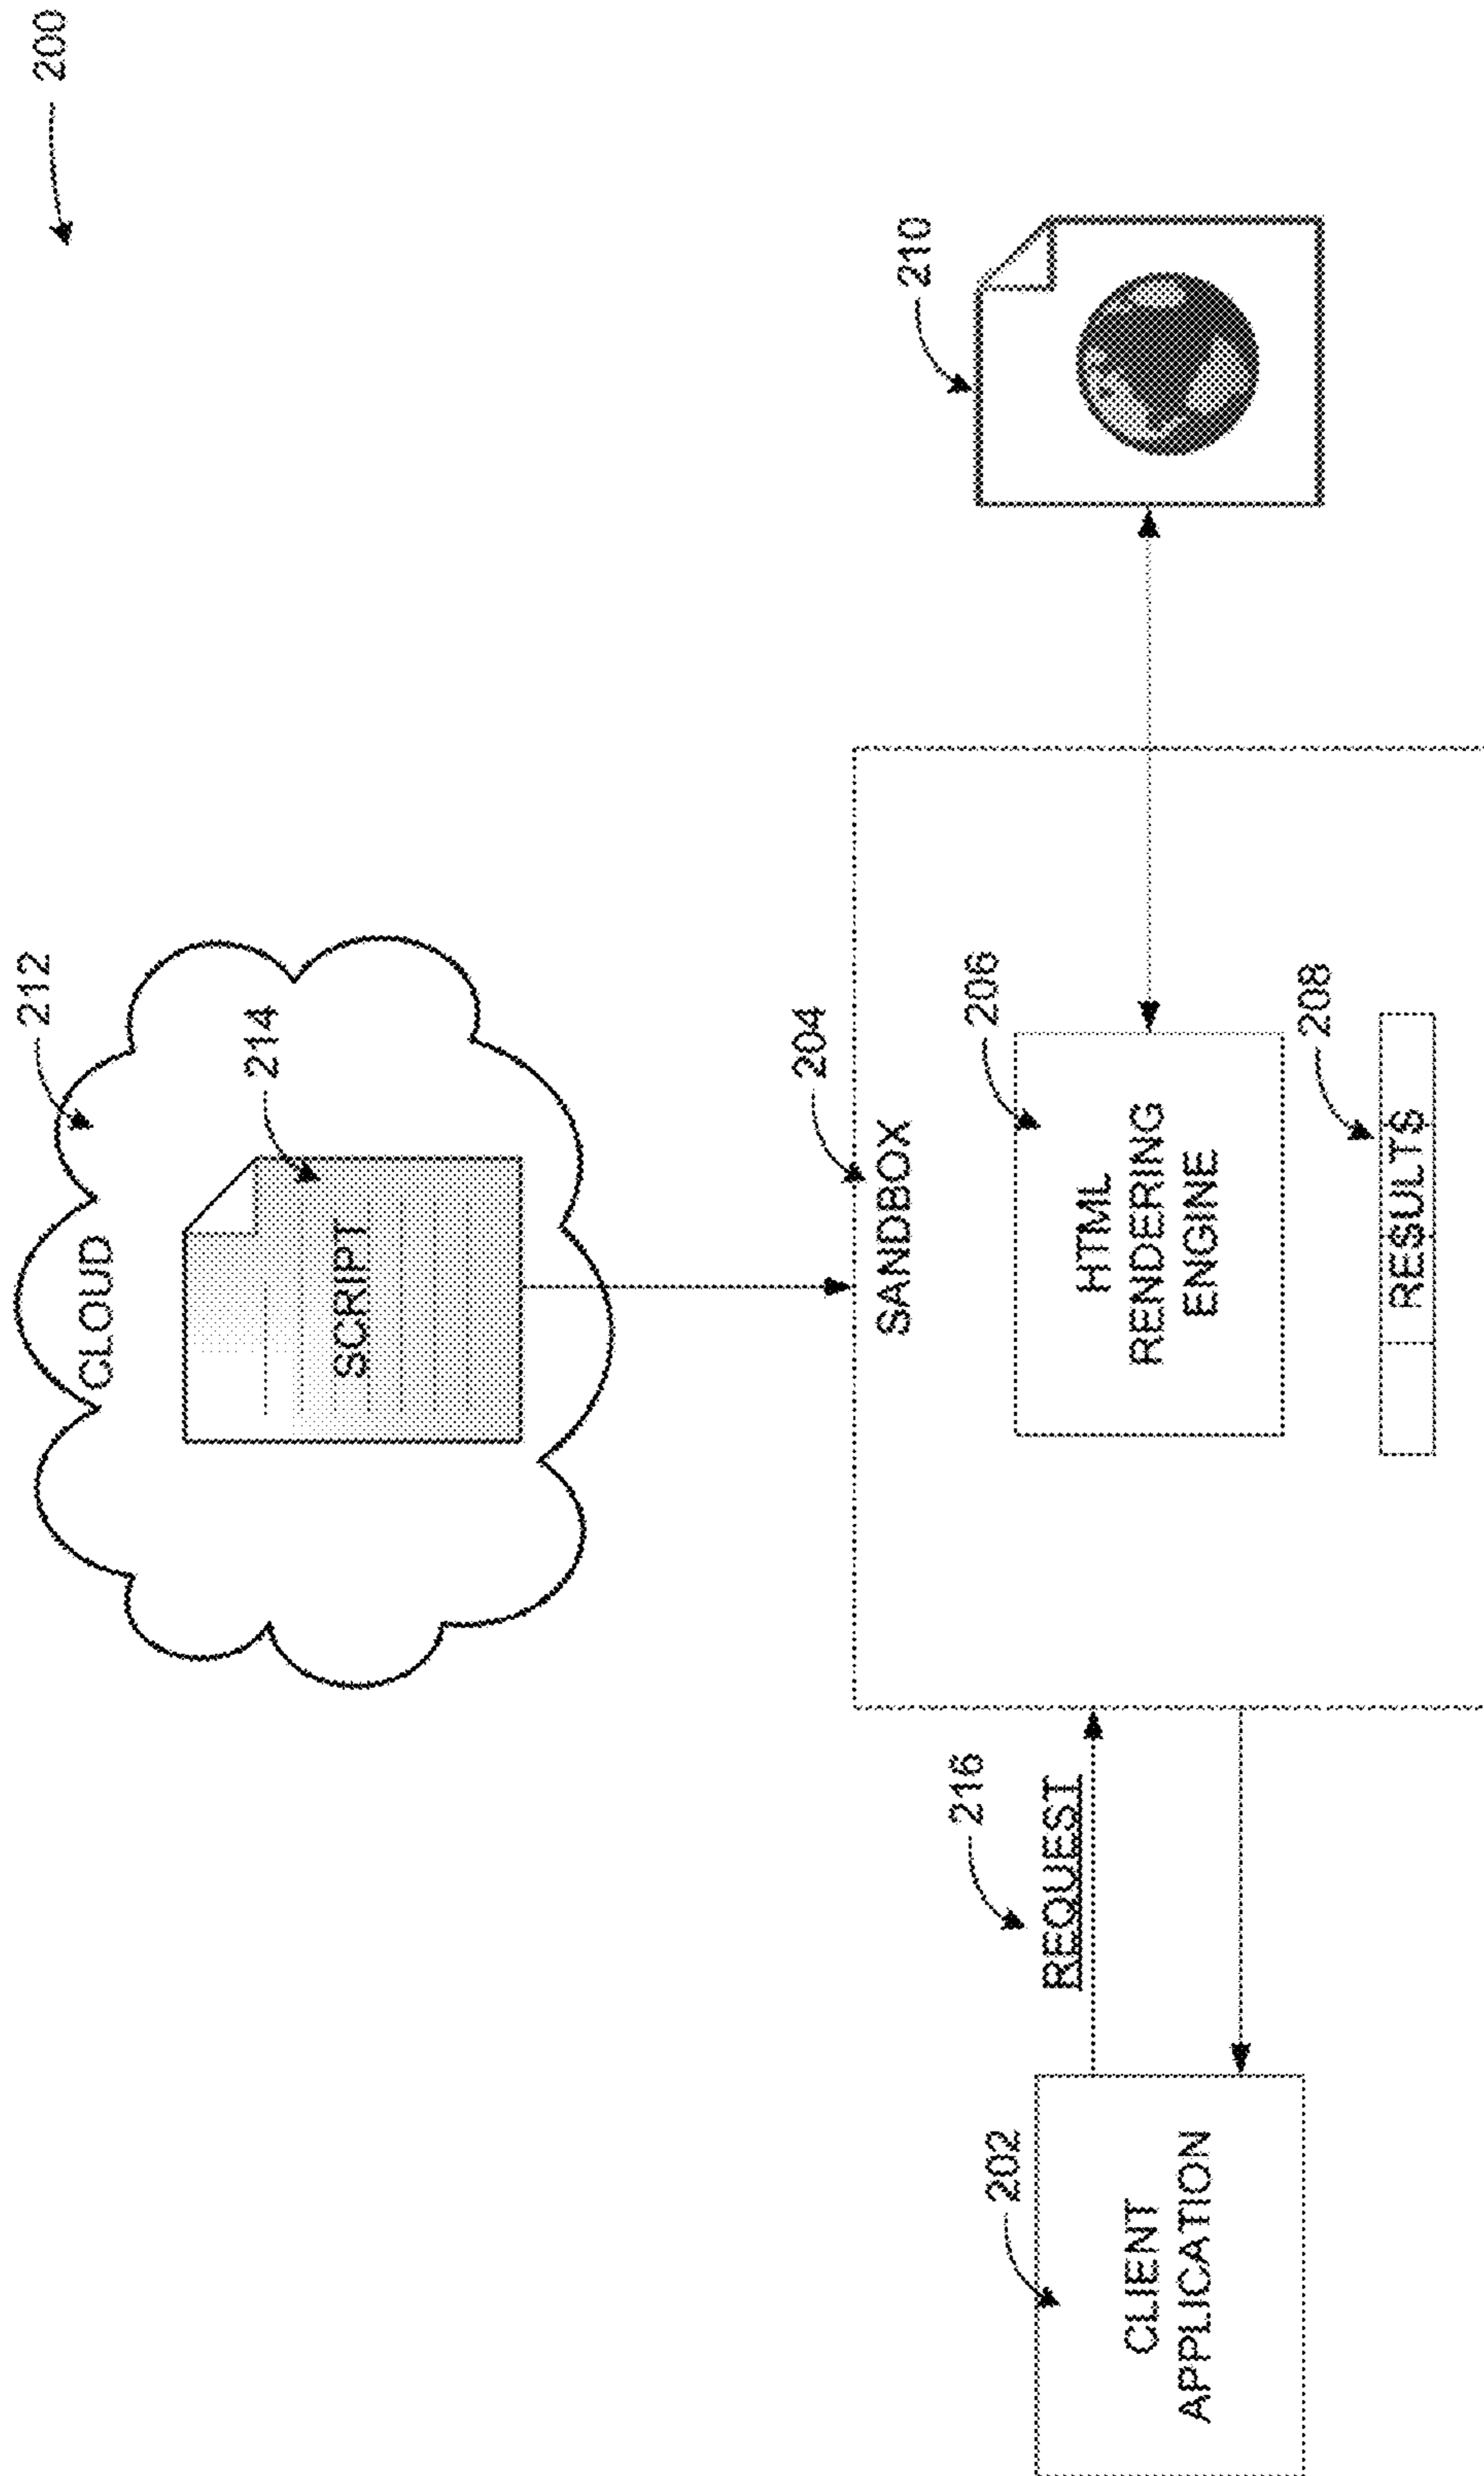 200
212
CLOUD
214
SCRIPT
204
SANDBOX
206
HTML
RENDERING
ENGINE
208
RESULTS
210
216
REQUEST
202
CLIENT
APPLICATION